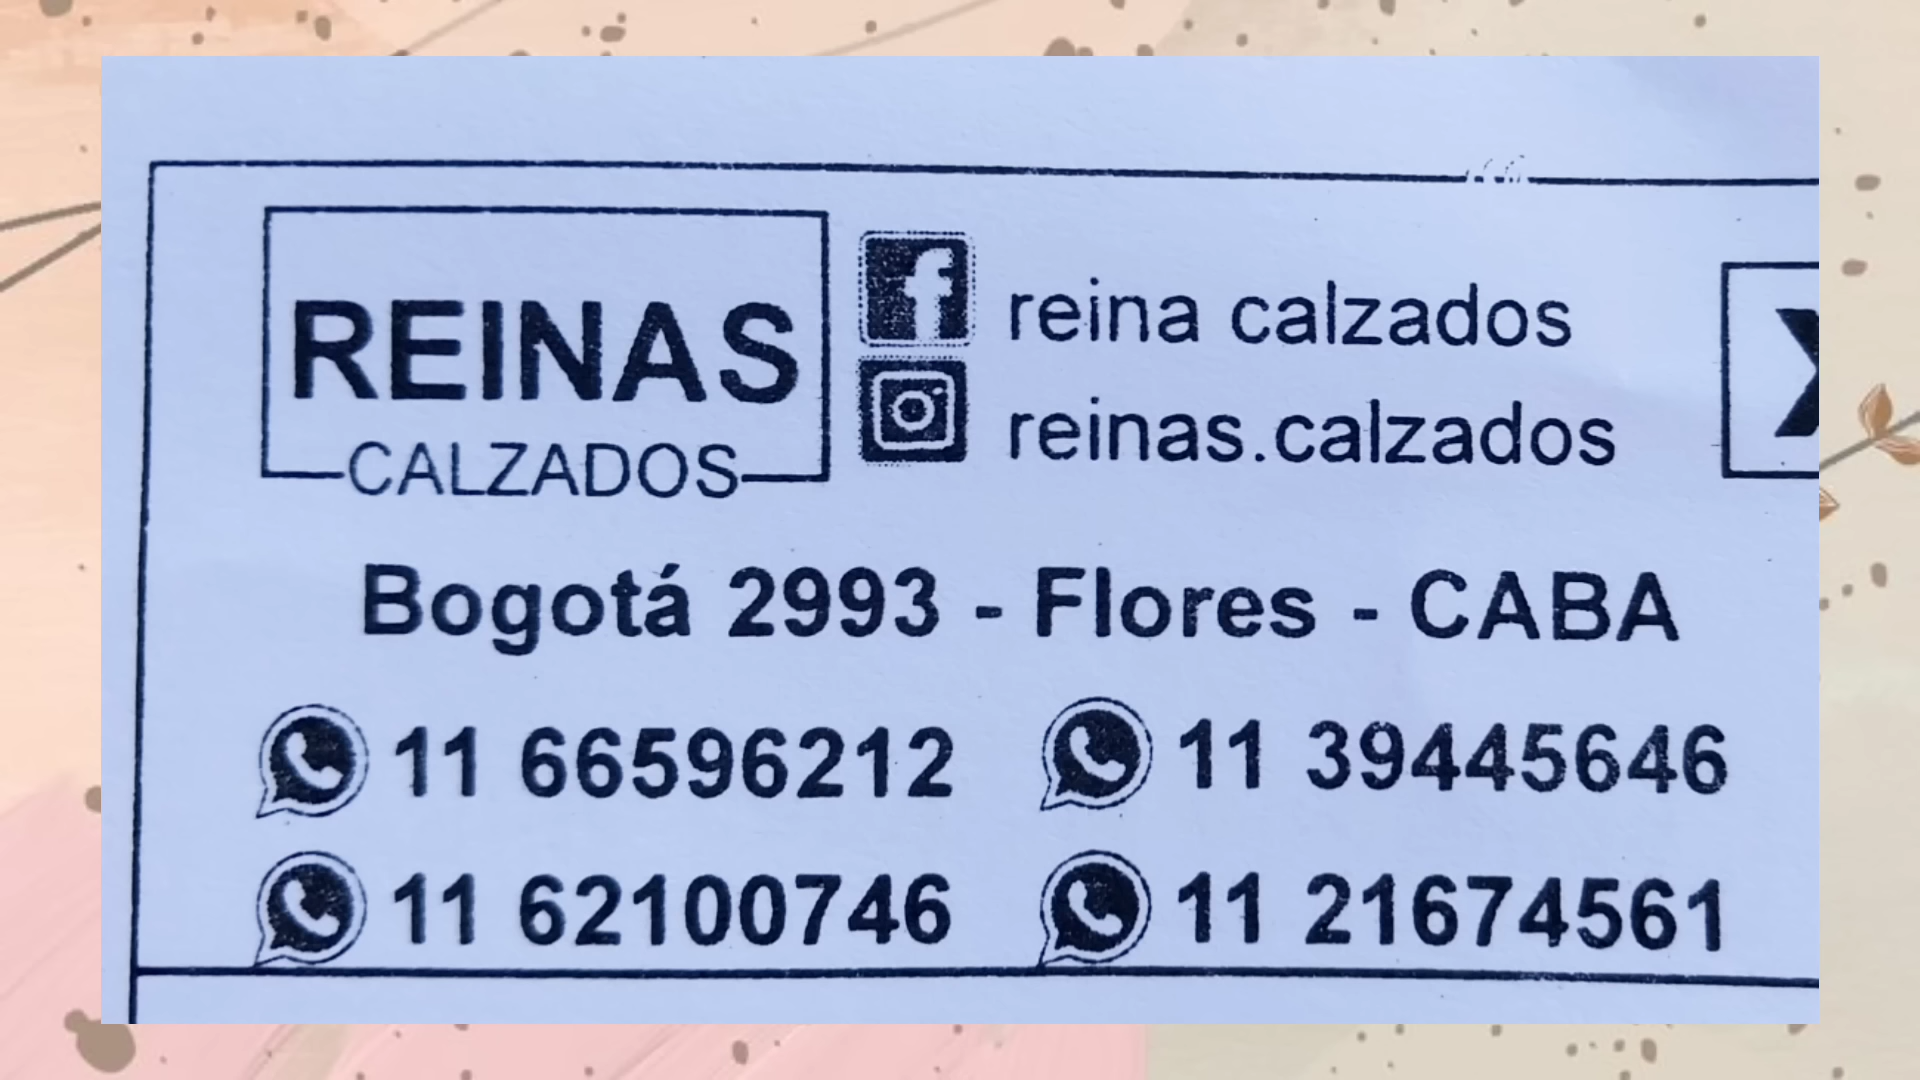 REINAS
CALZADOS
reina calzados
reinas.calzados
X
Bogotá 2993 - Flores - CABA
11 66596212
11 39445646
11 62100746
11 21674561